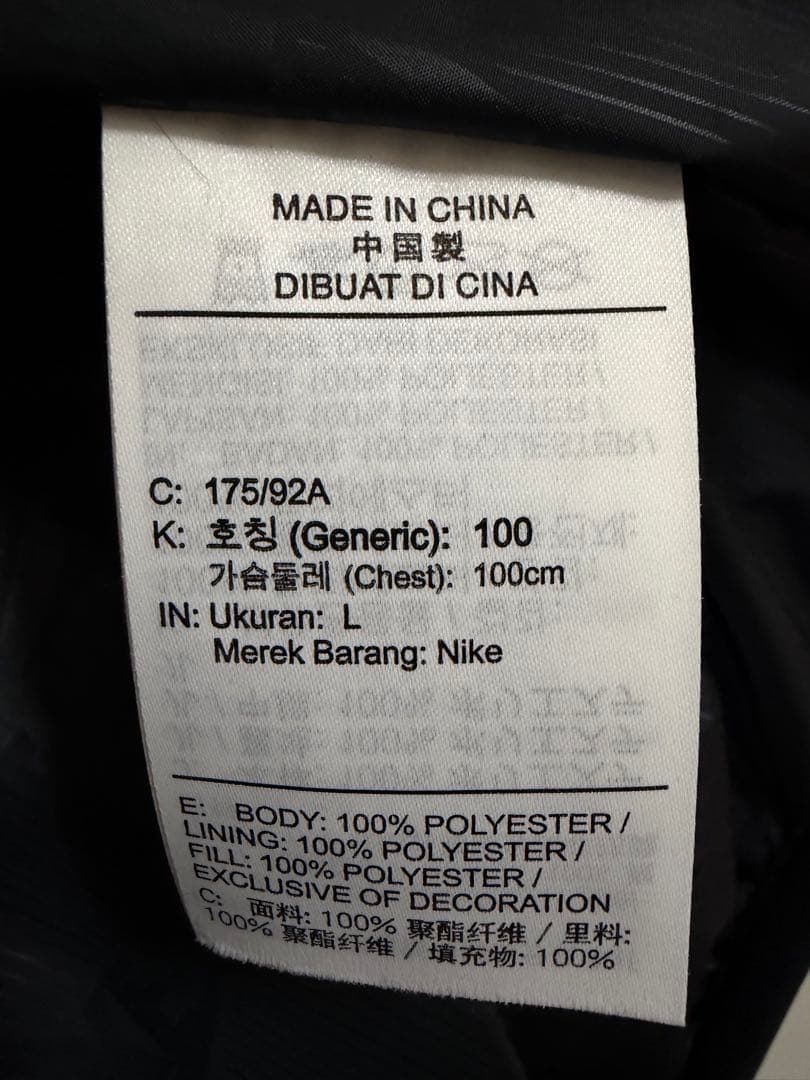 MADE IN CHINA
中国製
DIBUAT DI CINA
C: 175/92A
K: 호칭 (Generic): 100
가슴둘레 (Chest): 100cm
IN: Ukuran: L
Merek Barang: Nike
E: BODY: 100% POLYESTER /
LINING: 100% POLYESTER /
FILL: 100% POLYESTER /
EXCLUSIVE OF DECORATION
C: 面料: 100% 聚酯纤维 / 里料:
100% 聚酯纤维 / 填充物: 100%